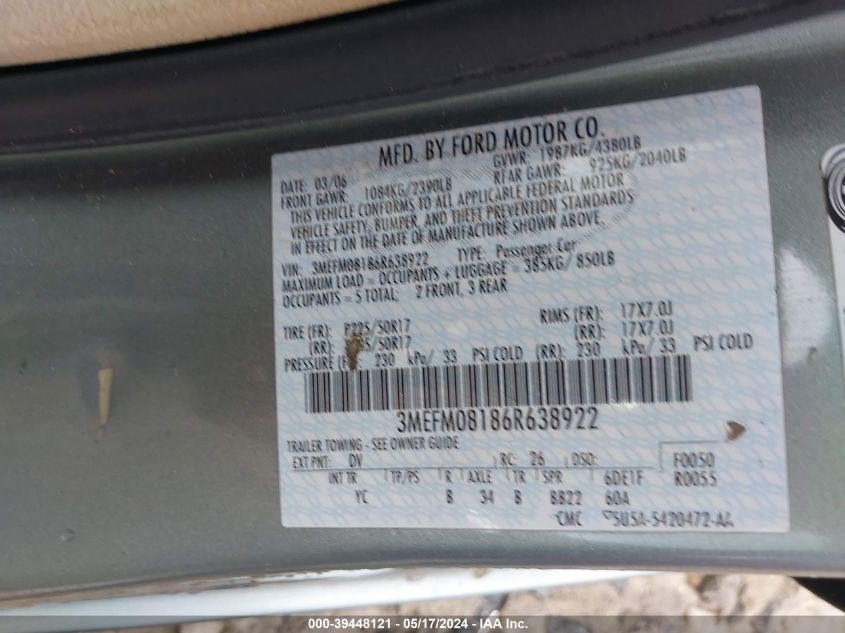 MFD. BY FORD MOTOR CO.
DATE: 03/06 GVWR: 1987KG/4380LB
FRONT GAWR: 1084KG/2390LB REAR GAWR: 925KG/2040LB
THIS VEHICLE CONFORMS TO ALL APPLICABLE FEDERAL MOTOR
VEHICLE SAFETY, BUMPER, AND THEFT PREVENTION STANDARDS
IN EFFECT ON THE DATE OF MANUFACTURE SHOWN ABOVE.
VIN: 3MEFM08186R638922 TYPE: Passenger Car
MAXIMUM LOAD = OCCUPANTS + LUGGAGE = 385KG/ 850LB
OCCUPANTS = 5 TOTAL; 2 FRONT, 3 REAR
TIRE (FR): P225/50R17 RIMS (FR): 17X7.0J
(RR): /50R17 (RR): 17X7.0J
PRESSURE (FR): 230 kPa/ 33 PSI COLD (RR): 230 kPa/ 33 PSI COLD
3MEFM08186R638922
TRAILER TOWING - SEE OWNER GUIDE
EXT PNT: DV RC: 26 DSO: F0050
INT TR TP/PS R AXLE TR SPR 6DE1F R0055
YC B 34 B BB22 60A
CMC 5U5A-5420472-AA
000-39448121 - 05/17/2024 - IAA Inc.